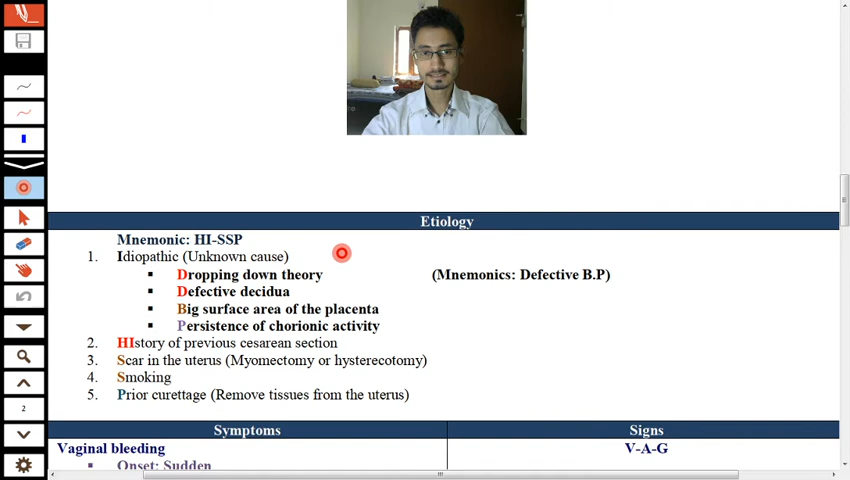 Etiology
Mnemonic: HI-SSP
1. Idiopathic (Unknown cause)
▪ Dropping down theory (Mnemonics: Defective B.P)
▪ Defective decidua
▪ Big surface area of the placenta
▪ Persistence of chorionic activity
2. HIstory of previous cesarean section
3. Scar in the uterus (Myomectomy or hysterecotomy)
4. Smoking
5. Prior curettage (Remove tissues from the uterus)
Symptoms Signs
Vaginal bleeding V-A-G
▪ Onset: Sudden
2